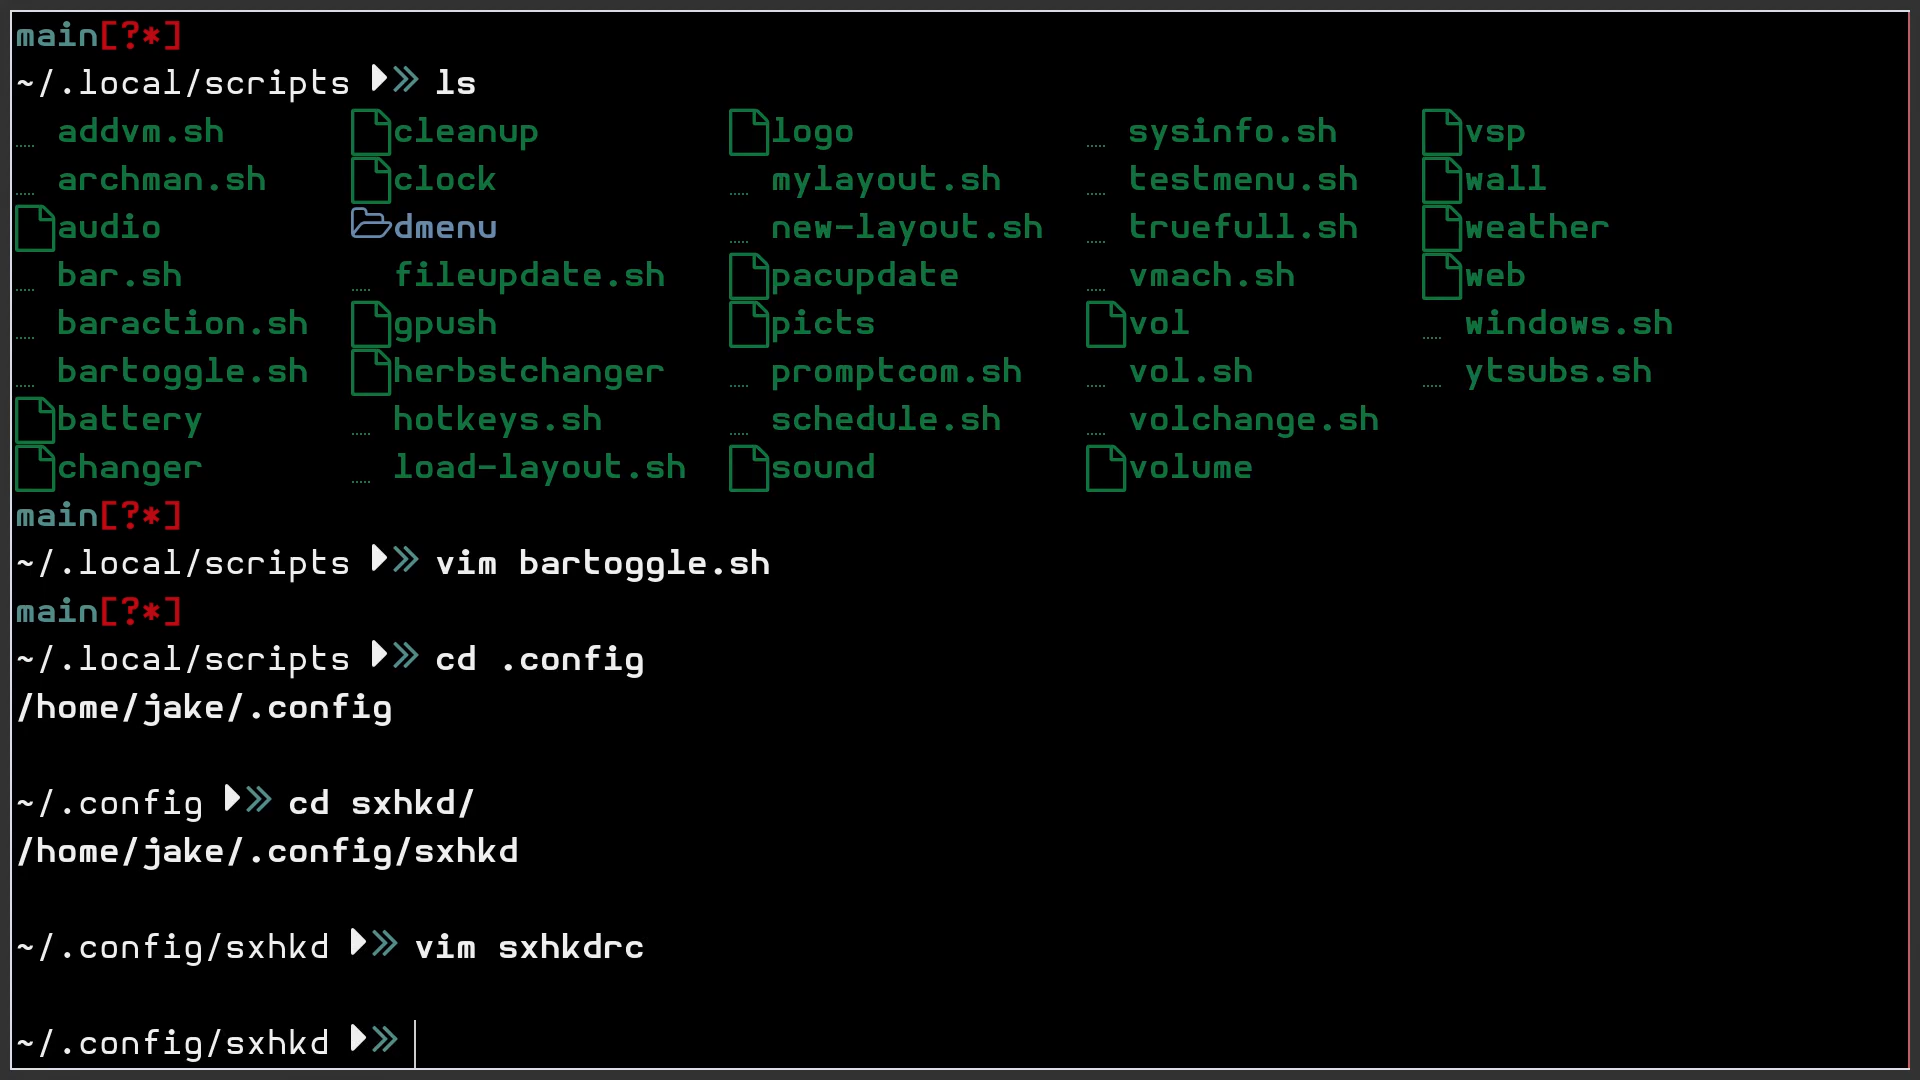 main[?*]
~/.local/scripts ls
addvm.sh cleanup logo sysinfo.sh vsp
archman.sh clock mylayout.sh testmenu.sh wall
audio dmenu new-layout.sh truefull.sh weather
bar.sh fileupdate.sh pacupdate vmach.sh web
baraction.sh gpush picts vol windows.sh
bartoggle.sh herbstchanger promptcom.sh vol.sh ytsubs.sh
battery hotkeys.sh schedule.sh volchange.sh
changer load-layout.sh sound volume
main[?*]
~/.local/scripts vim bartoggle.sh
main[?*]
~/.local/scripts cd .config
/home/jake/.config
~/.config cd sxhkd/
/home/jake/.config/sxhkd
~/.config/sxhkd vim sxhkdrc
~/.config/sxhkd